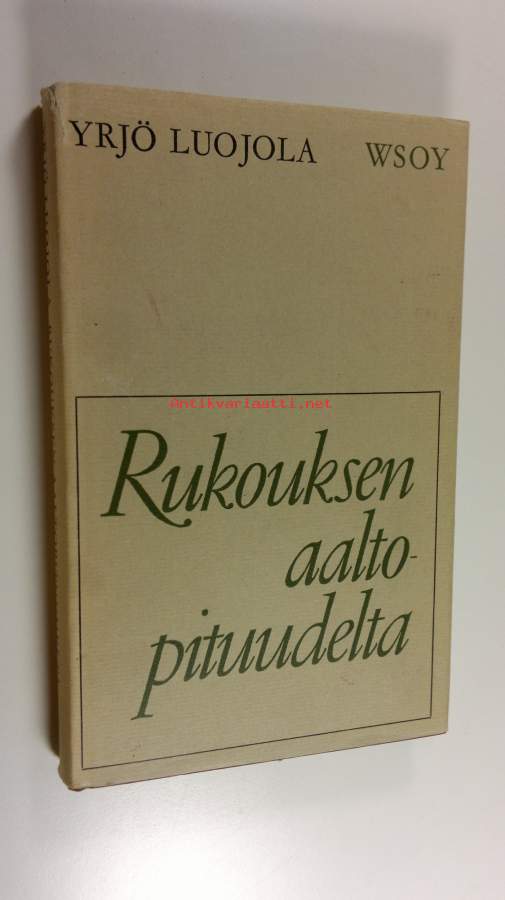 YRJÖ LUOJOLA WSOY
Antikvariaatti.net
Rukouksen
aalto-
pituudelta